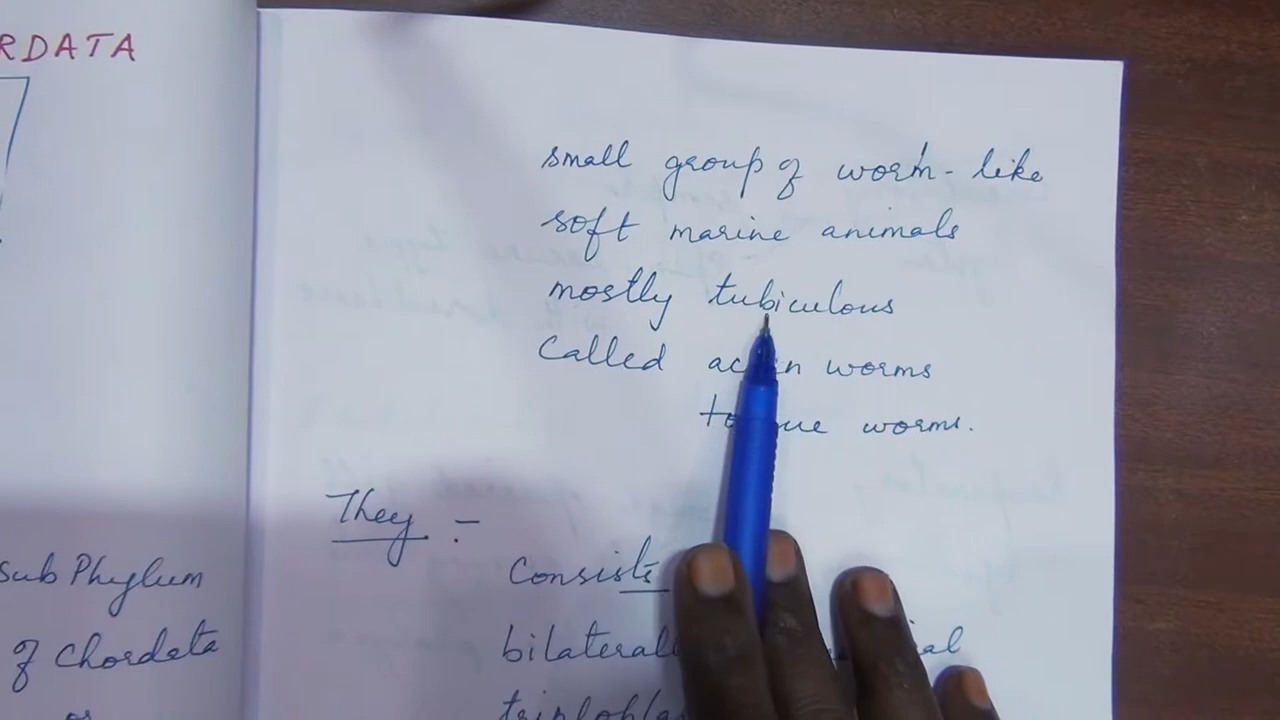 RDATA
sub Phylum
of Chordata
or
small group of worm-like
soft marine animals
mostly tubiculous
Called worms
worms.
They :-
Consists